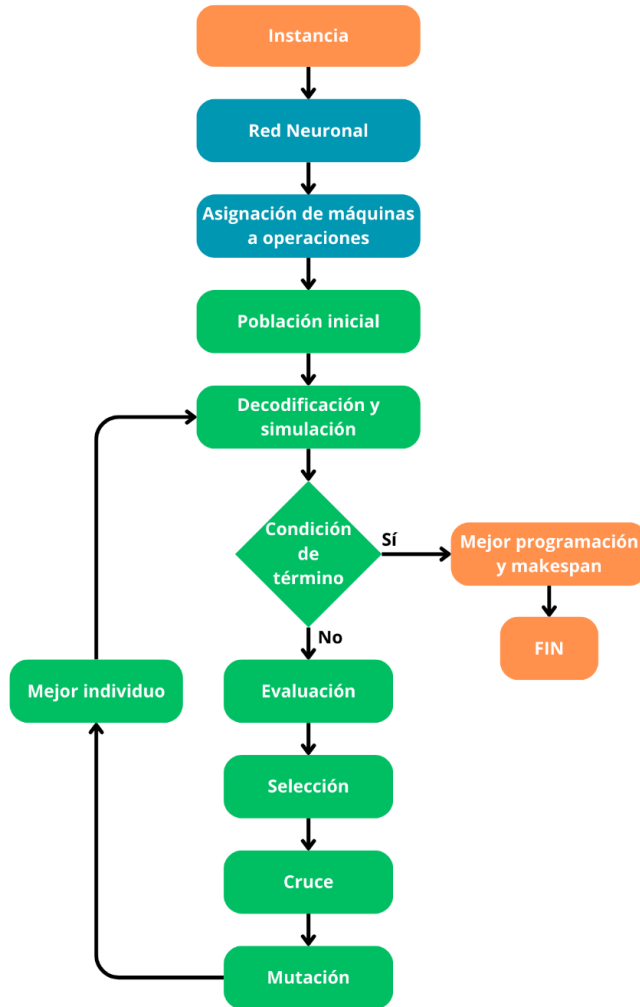 Instancia
Red Neuronal
Asignación de máquinas
a operaciones
Población inicial
Decodificación y
simulación
Condición
de
término
Sí
Mejor programación
y makespan
FIN
No
Evaluación
Mejor individuo
Selección
Cruce
Mutación